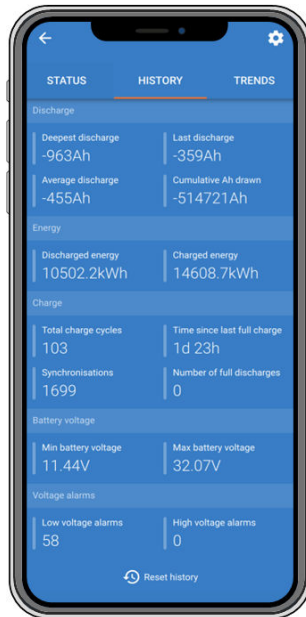 STATUS HISTORY TRENDS
Discharge
Deepest discharge Last discharge
-963Ah -359Ah
Average discharge Cumulative Ah drawn
-455Ah -514721Ah
Energy
Discharged energy Charged energy
10502.2kWh 14608.7kWh
Charge
Total charge cycles Time since last full charge
103 1d 23h
Synchronisations Number of full discharges
1699 0
Battery voltage
Min battery voltage Max battery voltage
11.44V 32.07V
Voltage alarms
Low voltage alarms High voltage alarms
58 0
Reset history